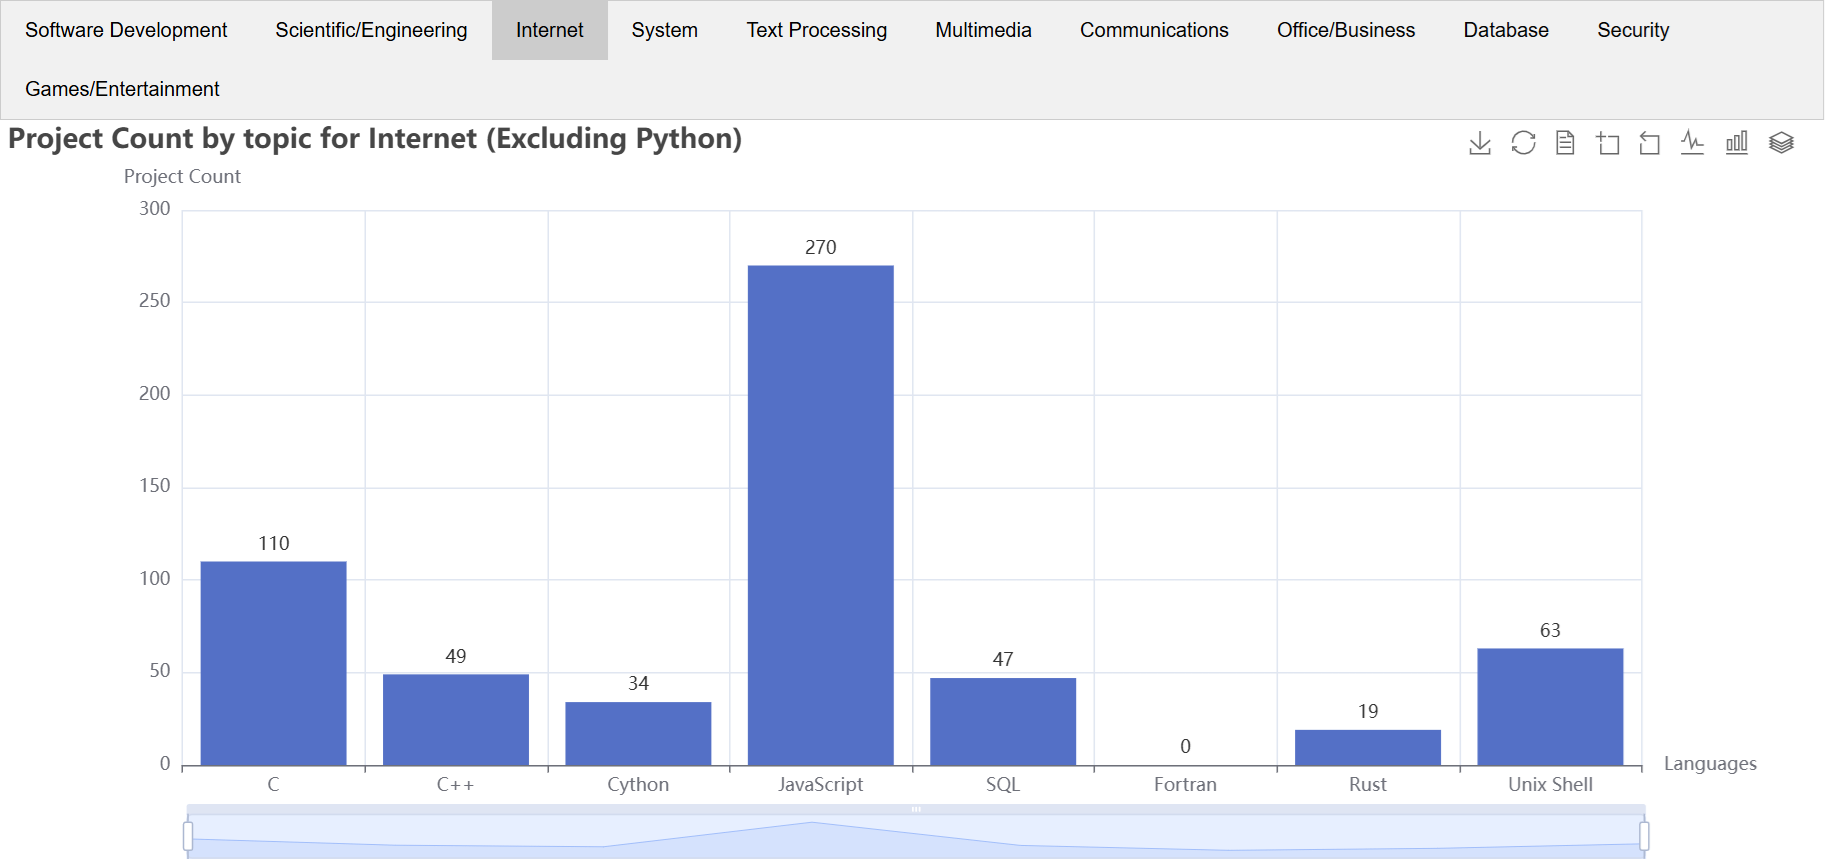 Software Development Scientific/Engineering Internet System Text Processing Multimedia Communications Office/Business Database Security
Games/Entertainment
Project Count by topic for Internet (Excluding Python)
Project Count
300
250
200
150
100
50
0
110
49
34
270
47
0
19
63
C C++ Cython JavaScript SQL Fortran Rust Unix Shell
Languages